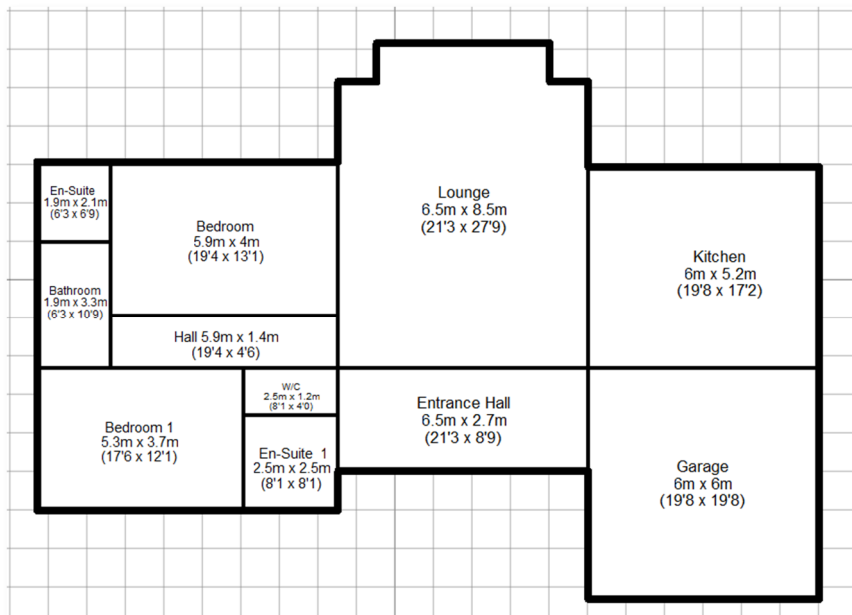 En-Suite
1.9m x 2.1m
(6'3 x 6'9)
Bedroom
5.9m x 4m
(19'4 x 13'1)
Lounge
6.5m x 8.5m
(21'3 x 27'9)
Kitchen
6m x 5.2m
(19'8 x 17'2)
Bathroom
1.9m x 3.3m
(6'3 x 10'9)
Hall 5.9m x 1.4m
(19'4 x 4'6)
Bedroom 1
5.3m x 3.7m
(17'6 x 12'1)
W/C
2.5m x 1.2m
(8'1 x 4'0)
En-Suite 1
2.5m x 2.5m
(8'1 x 8'1)
Entrance Hall
6.5m x 2.7m
(21'3 x 8'9)
Garage
6m x 6m
(19'8 x 19'8)